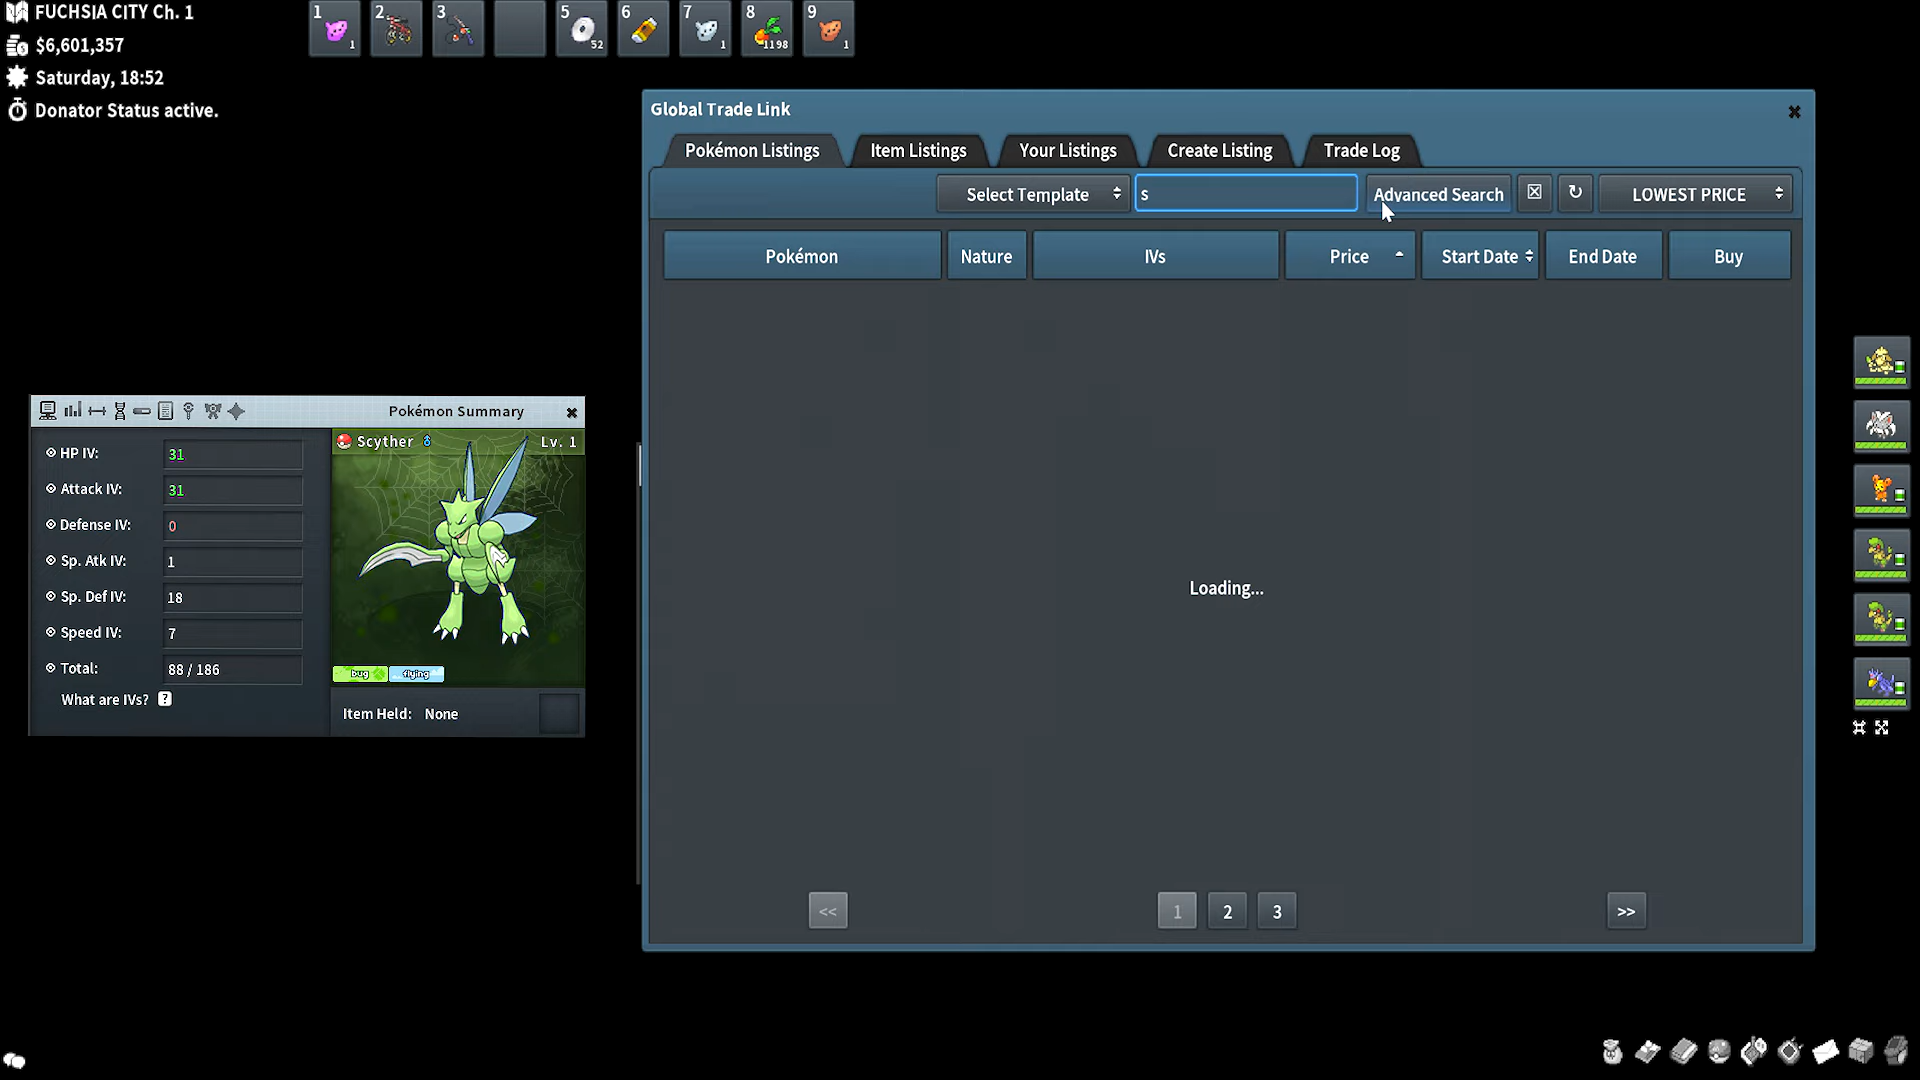 FUCHSIA CITY Ch. 1
$6,601,357
Saturday, 18:52
Donator Status active.
1 1
2
3
5 52
6
7 1
8 1198
9 1
Global Trade Link
Pokémon Listings
Item Listings
Your Listings
Create Listing
Trade Log
Select Template
s
Advanced Search
LOWEST PRICE
Pokémon
Nature
IVs
Price
Start Date
End Date
Buy
Loading...
<<
1
2
3
>>
Pokémon Summary
HP IV: 31
Attack IV: 31
Defense IV: 0
Sp. Atk IV: 1
Sp. Def IV: 18
Speed IV: 7
Total: 88 / 186
What are IVs? ?
Scyther
Lv. 1
bug
flying
Item Held: None